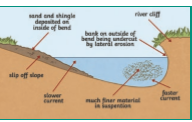 sand and shingle
deposited on
inside of bend
river cliff
bank on outside of
bend being undercut
by lateral erosion
slip off slope
slower
current
much finer material
in suspension
faster
current